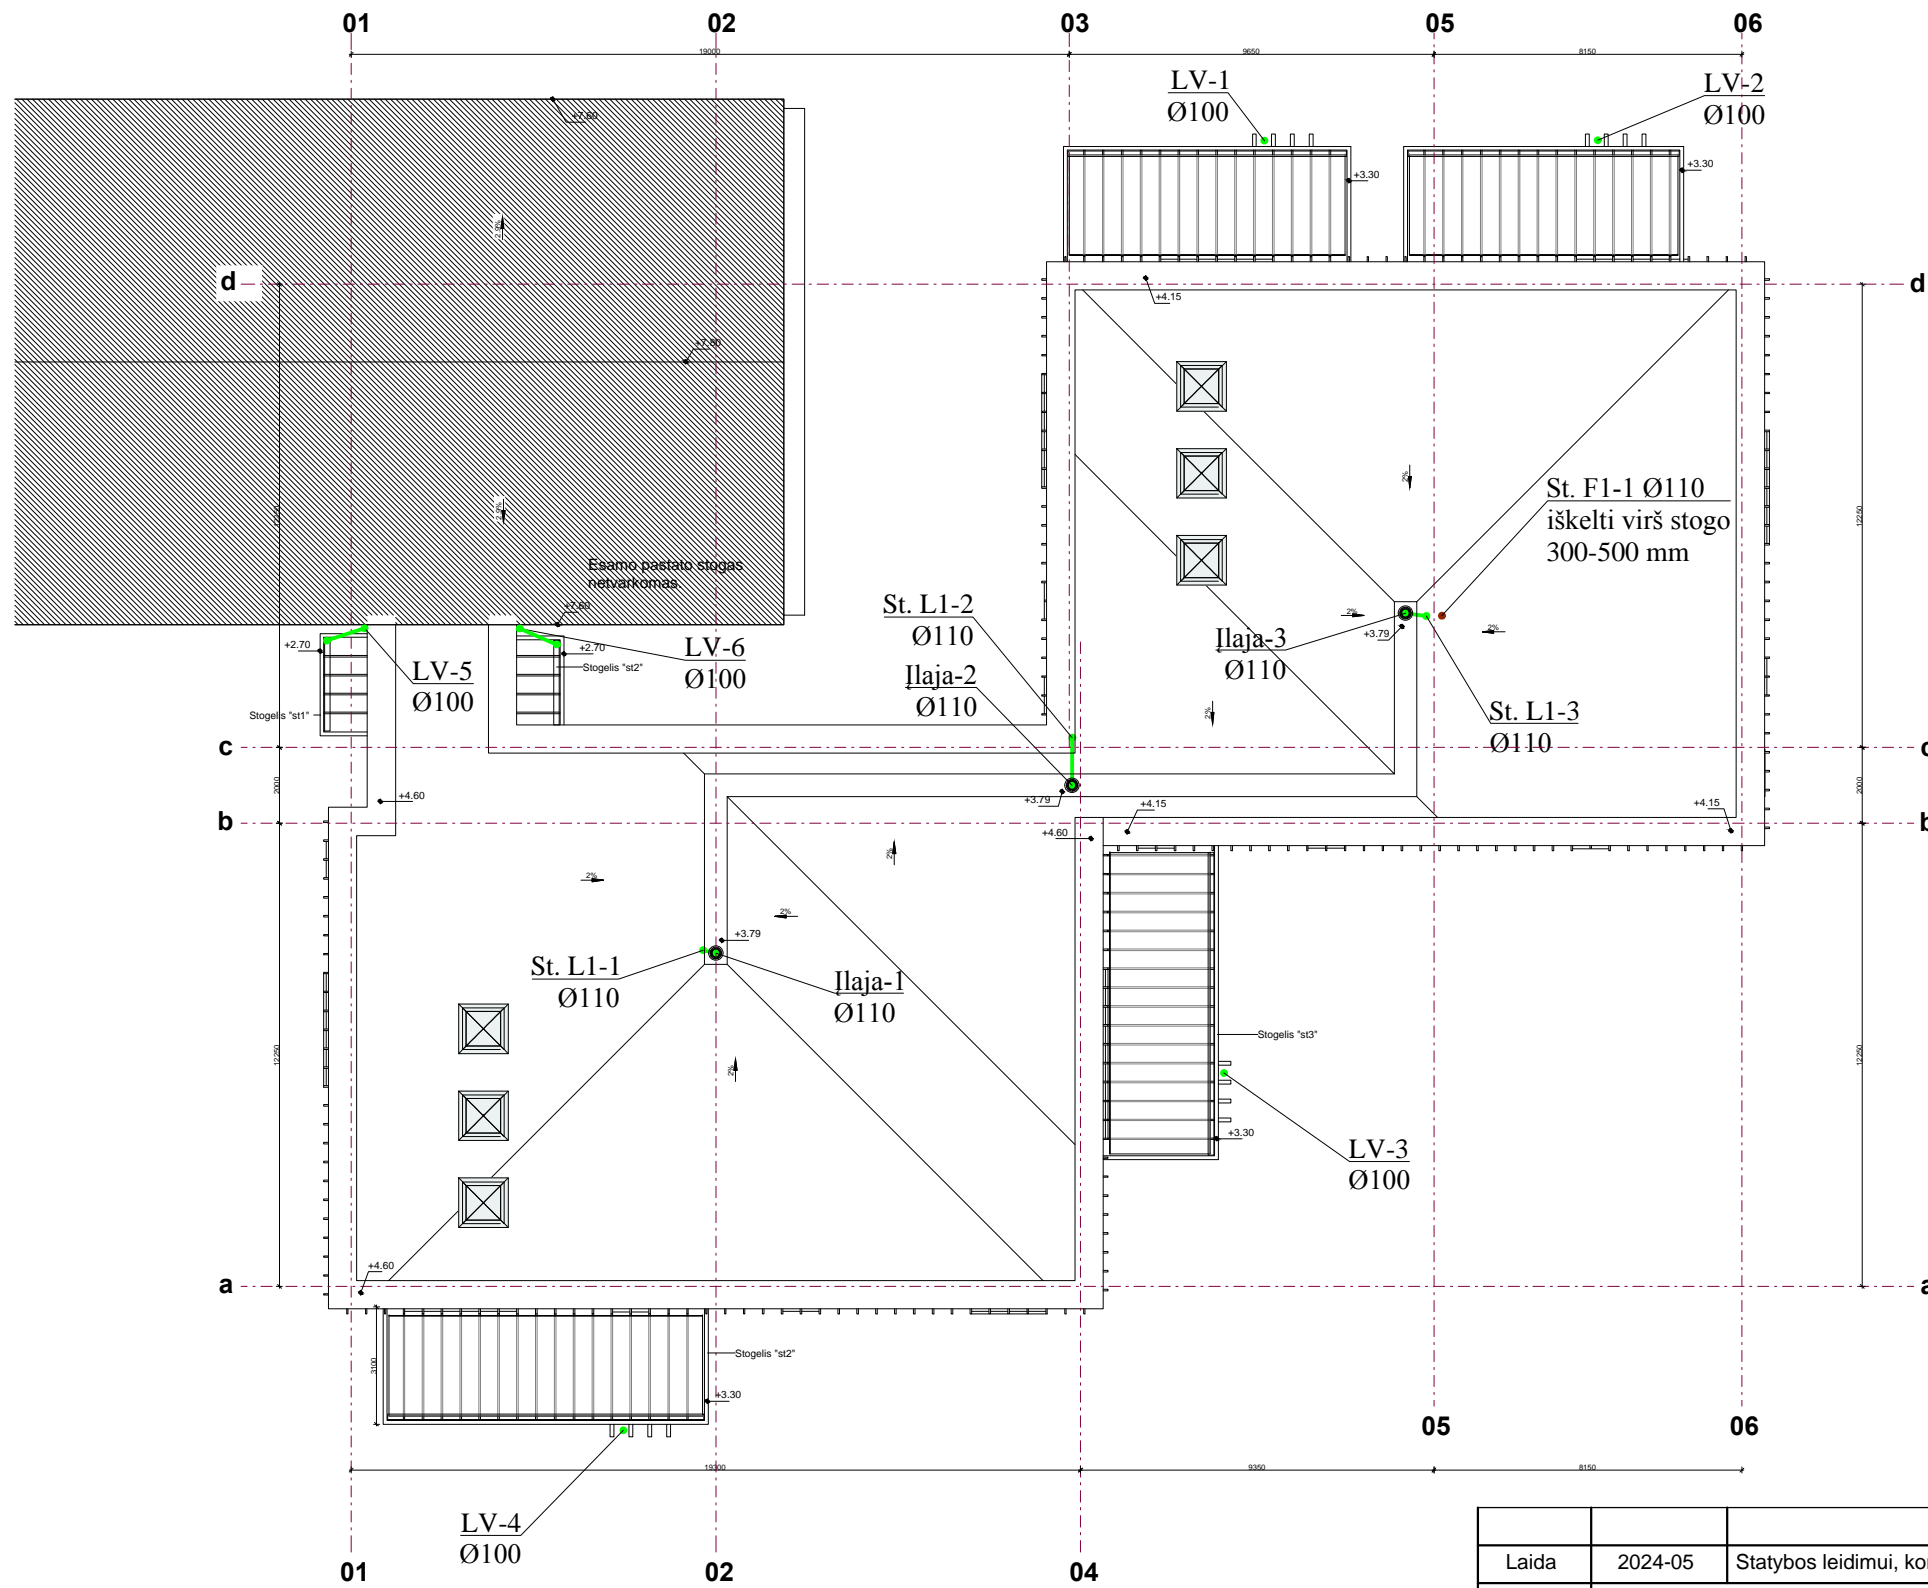 01
02
03
05
06
19000
9650
8150
LV-1
Ø100
LV-2
Ø100
+7.60
+3.30
+3.30
2.9%
d
d
+4.15
+7.80
2%
2.9%
12250
12250
St. F1-1 Ø110
iškelti virš stogo
300-500 mm
Esamo pastato stogas
netvarkomas.
+7.60
St. L1-2
Ø110
2%
Įlaja-3
Ø110
+3.79
2%
+2.70
LV-5
Ø100
+2.70
Stogelis "st2"
LV-6
Ø100
Įlaja-2
Ø110
Stogelis "st1"
2%
St. L1-3
Ø110
c
c
2000
2000
+4.60
+3.79
+4.15
+4.15
b
b
+4.60
2%
2%
2%
+3.79
St. L1-1
Ø110
Įlaja-1
Ø110
Stogelis "st3"
12250
12250
2%
+3.30
LV-3
Ø100
+4.60
a
a
Stogelis "st2"
3100
+3.30
05
06
19300
9350
8150
LV-4
Ø100
01
02
04
Laida
2024-05
Statybos leidimui, kon